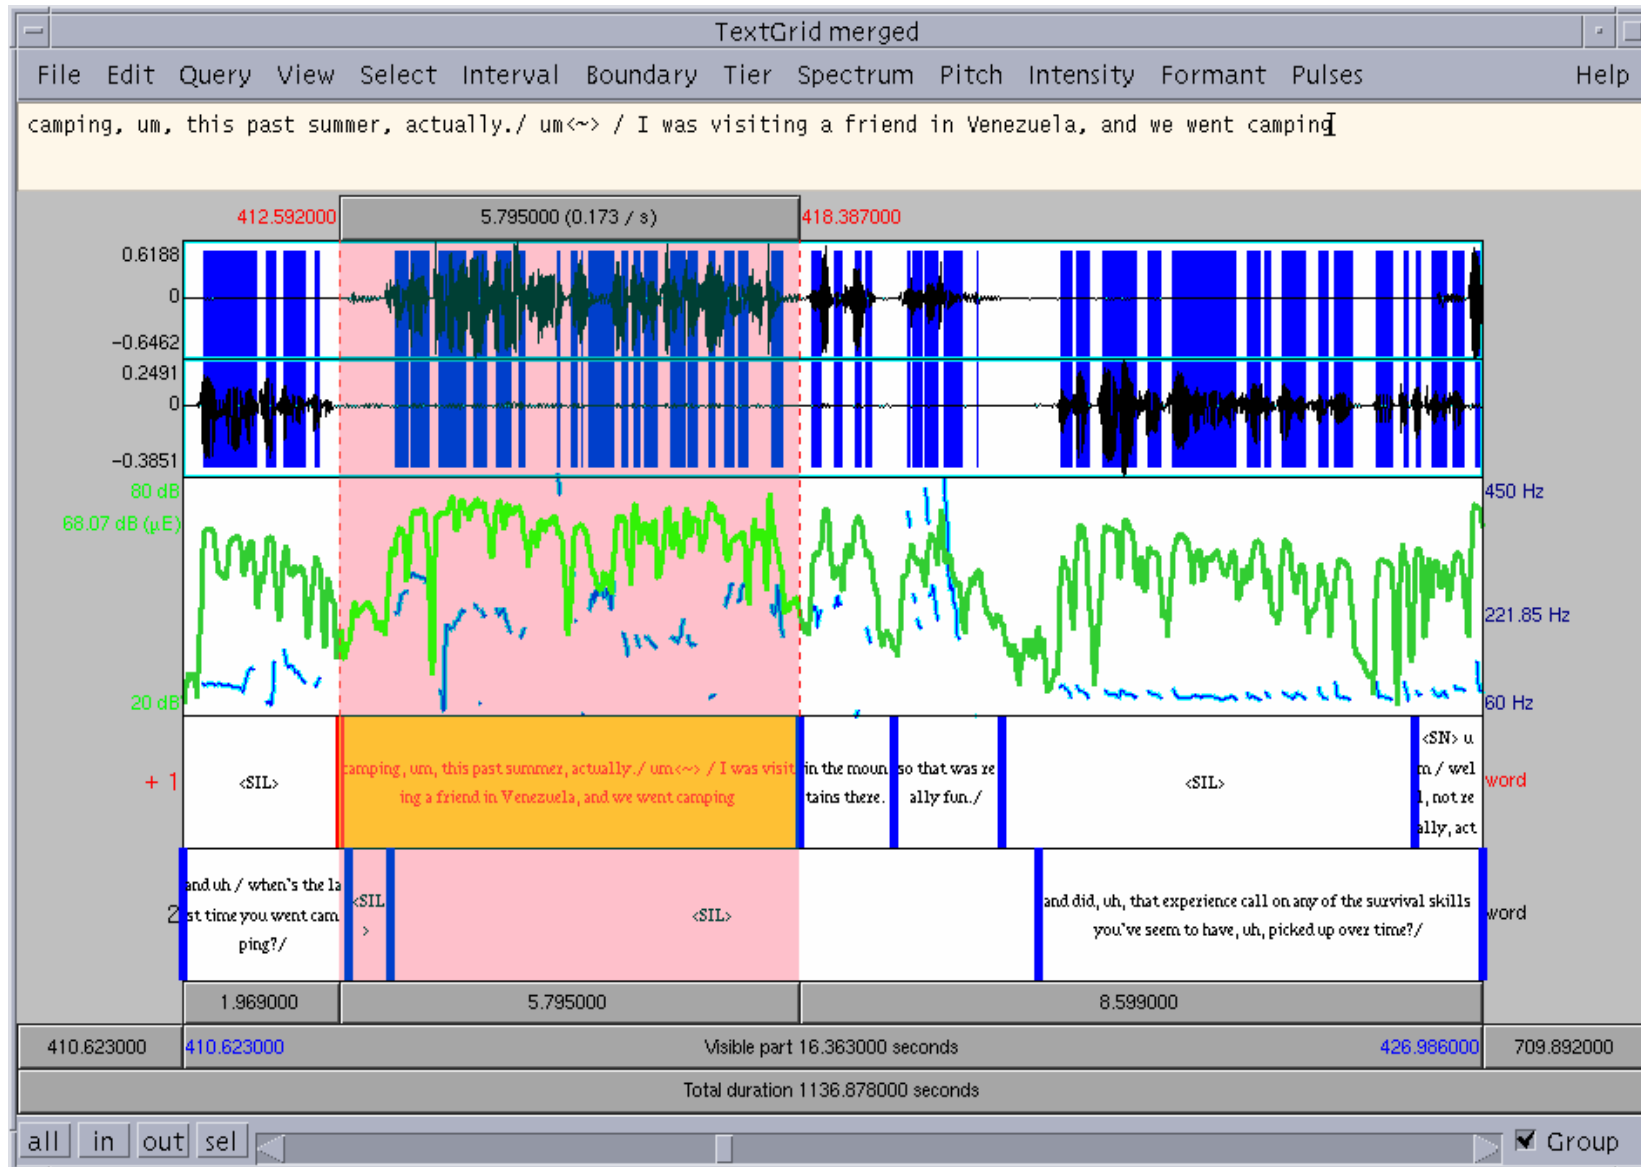 TextGrid merged
File Edit Query View Select Interval Boundary Tier Spectrum Pitch Intensity Formant Pulses Help
camping, um, this past summer, actually./ um<~> / I was visiting a friend in Venezuela, and we went camping
412.592000 5.795000 (0.173 / s) 418.387000
0.6188
0
-0.6462
0.2491
0
-0.3851
80 dB 450 Hz
68.07 dB (µE)
221.85 Hz
20 dB 60 Hz
+ 1
<SIL>
camping, um, this past summer, actually./ um<~> / I was visit
ing a friend in Venezuela, and we went camping
in the moun
tains there.
so that was re
ally fun./
<SIL>
<SN> u
m / wel
l, not re
ally, act
word
2
and uh / when's the la
st time you went cam
ping?/
<SIL
>
<SIL>
and did, uh, that experience call on any of the survival skills
you've seem to have, uh, picked up over time?/
word
1.969000 5.795000 8.599000
410.623000 410.623000 Visible part 16.363000 seconds 426.986000 709.892000
Total duration 1136.878000 seconds
all in out sel Group